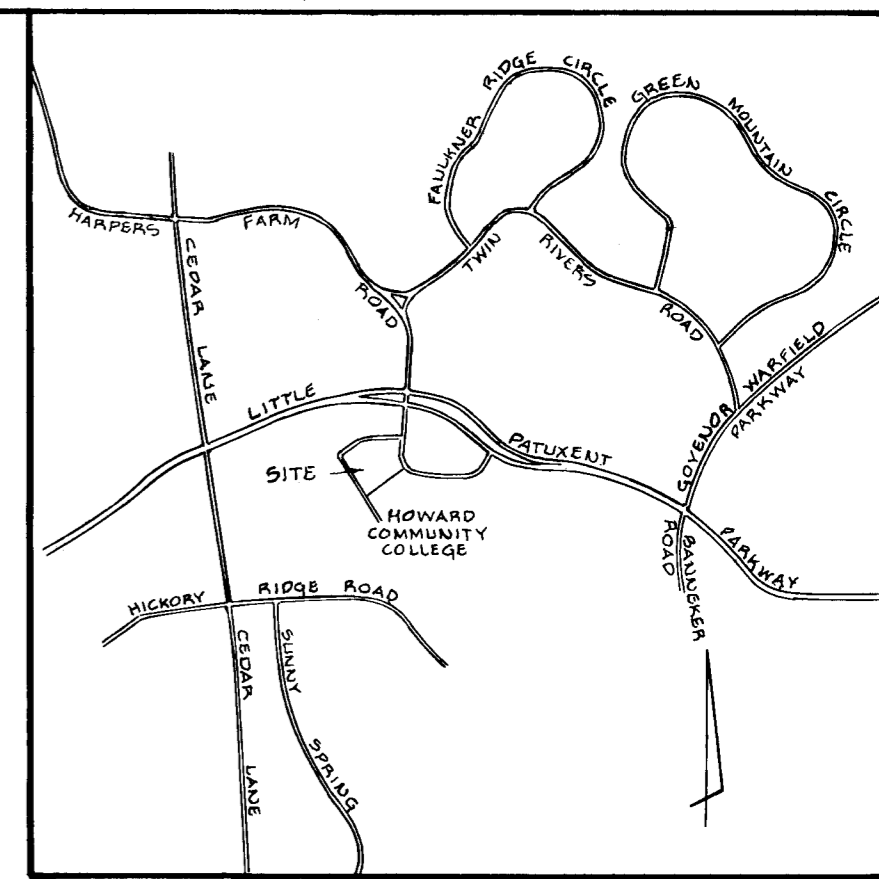 FAULKNER RIDGE CIRCLE
GREEN MOUNTAIN CIRCLE
HARPERS FARM ROAD
TWIN RIVERS ROAD
CEDAR LANE
LITTLE PATUXENT PARKWAY
GOVENOR WARFIELD
PARKWAY
SITE
HOWARD
COMMUNITY
COLLEGE
BANNEKER
ROAD
HICKORY RIDGE ROAD
CEDAR LANE
SUNNY SPRING